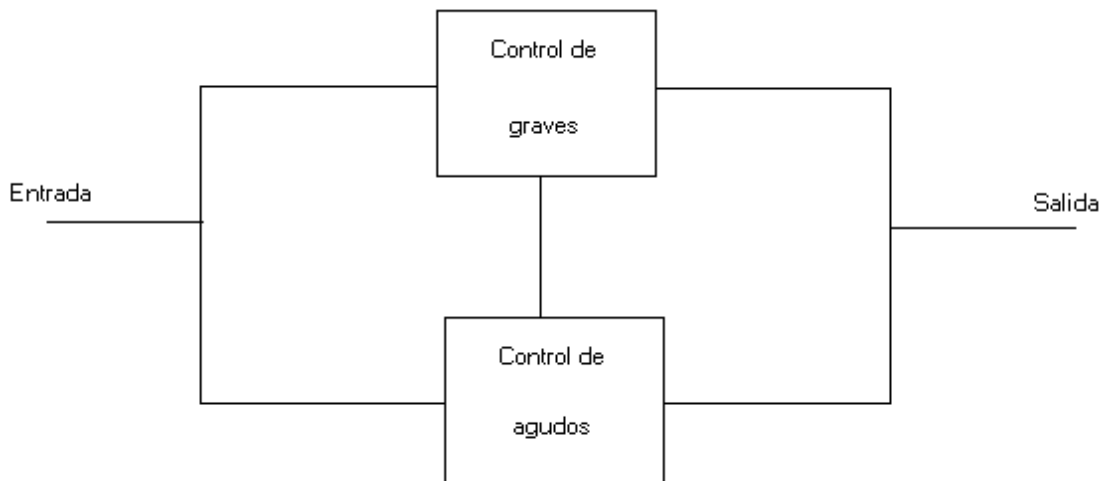 Control de
graves
Entrada
Salida
Control de
agudos